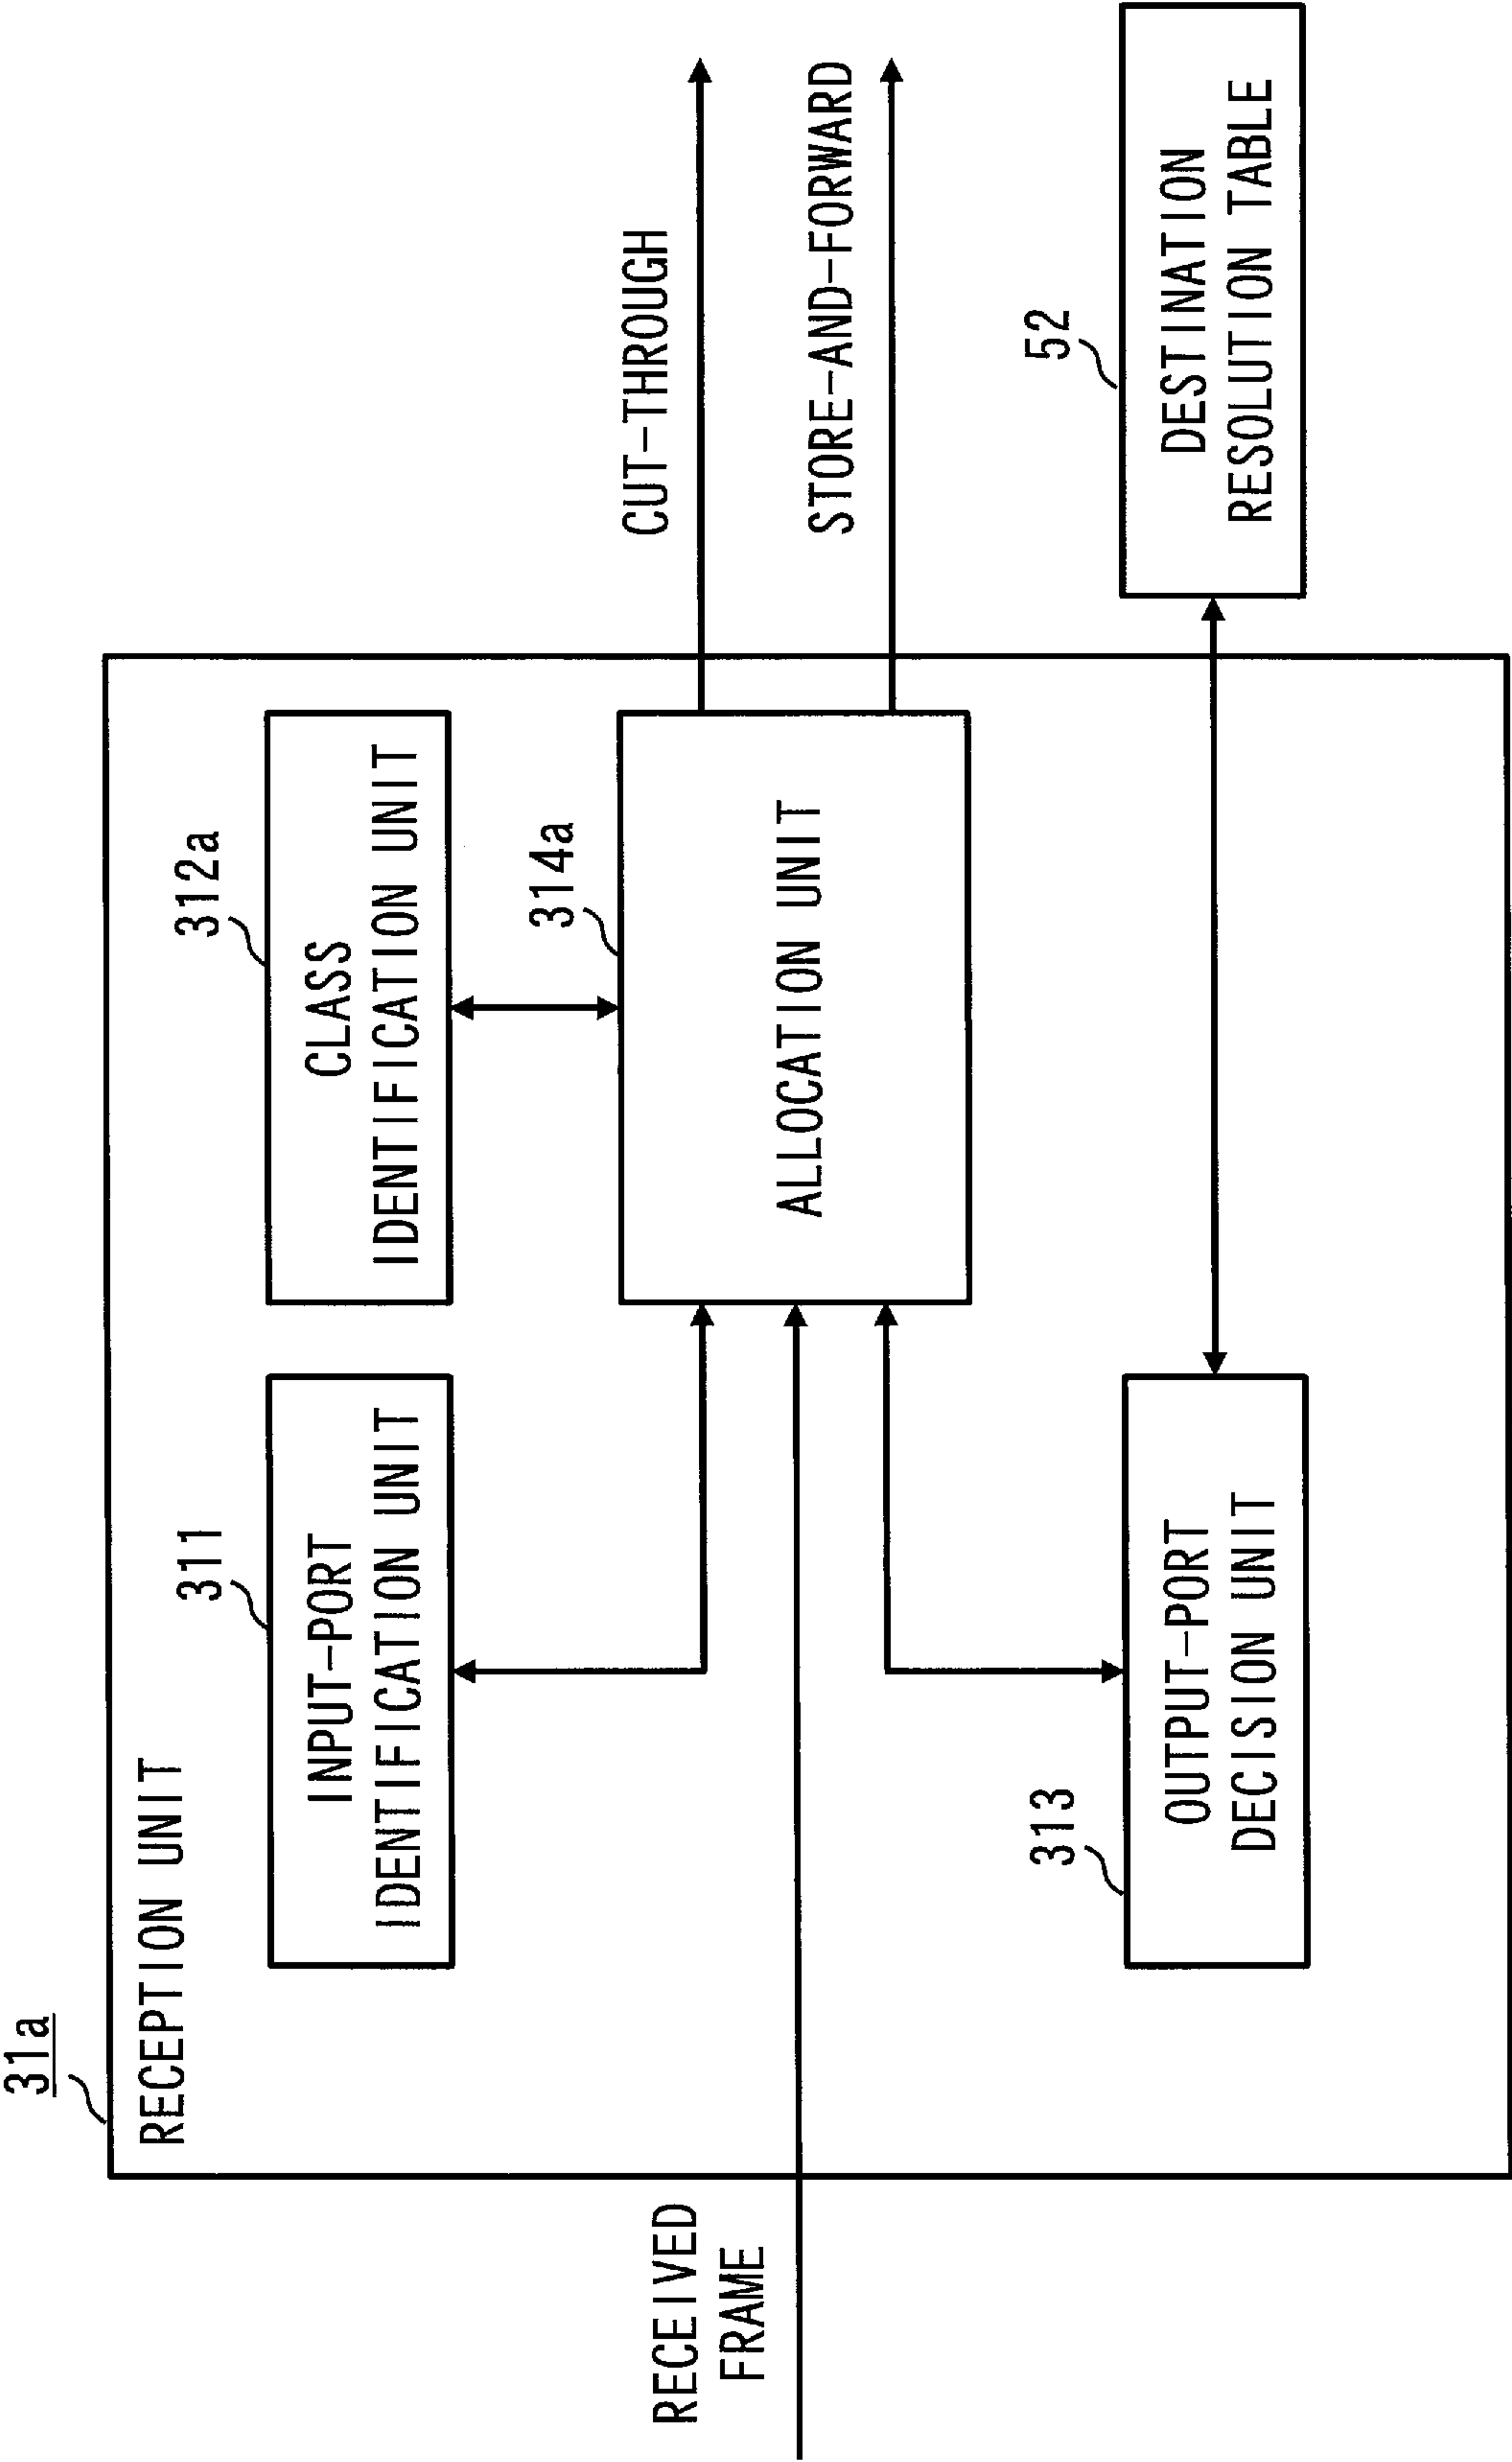 31a
RECEPTION UNIT
311
INPUT-PORT
IDENTIFICATION UNIT
312a
CLASS
IDENTIFICATION UNIT
314a
ALLOCATION UNIT
CUT-THROUGH
STORE-AND-FORWARD
RECEIVED
FRAME
313
OUTPUT-PORT
DECISION UNIT
52
DESTINATION
RESOLUTION TABLE